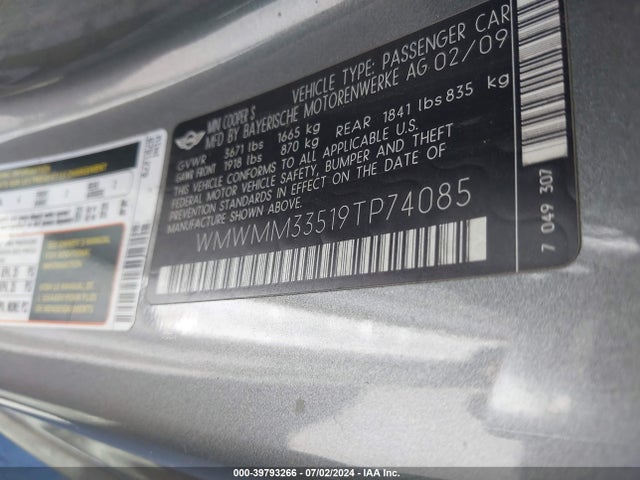 MINI COOPER S VEHICLE TYPE: PASSENGER CAR
MFD BY BAYERISCHE MOTORENWERKE AG 02/09
GVWR 3671 lbs 1665 kg
GAWR FRONT 1918 lbs 870 kg REAR 1841 lbs 835 kg
THIS VEHICLE CONFORMS TO ALL APPLICABLE U.S.
FEDERAL MOTOR VEHICLE SAFETY, BUMPER AND THEFT
PREVENTION STANDARDS IN EFFECT ON THE DATE OF
MANUFACTURE SHOWN ABOVE.
WMWMM33519TP74085
7 049 307
000-39793266 - 07/02/2024 - IAA Inc.